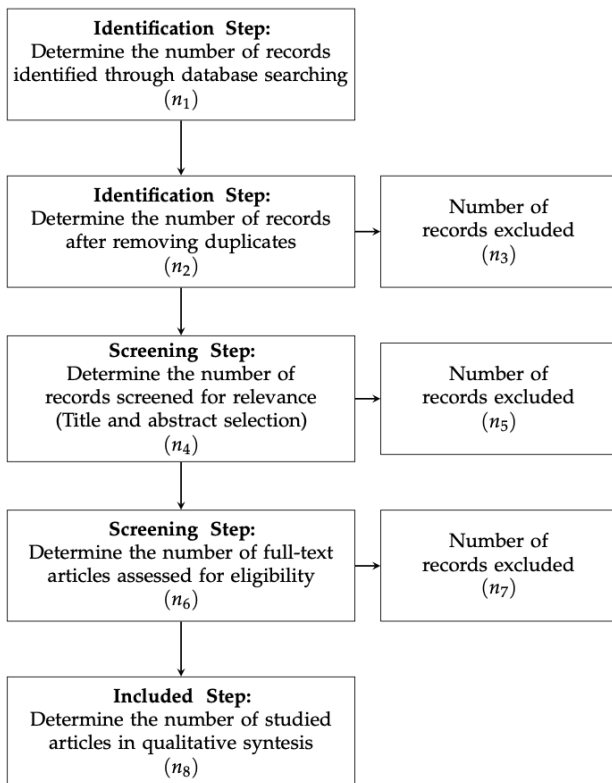 Identification Step:
Determine the number of records
identified through database searching
(n₁)
Identification Step:
Determine the number of records
after removing duplicates
(n₂)
Number of
records excluded
(n₃)
Screening Step:
Determine the number of
records screened for relevance
(Title and abstract selection)
(n₄)
Number of
records excluded
(n₅)
Screening Step:
Determine the number of full-text
articles assessed for eligibility
(n₆)
Number of
records excluded
(n₇)
Included Step:
Determine the number of studied
articles in qualitative syntesis
(n₈)